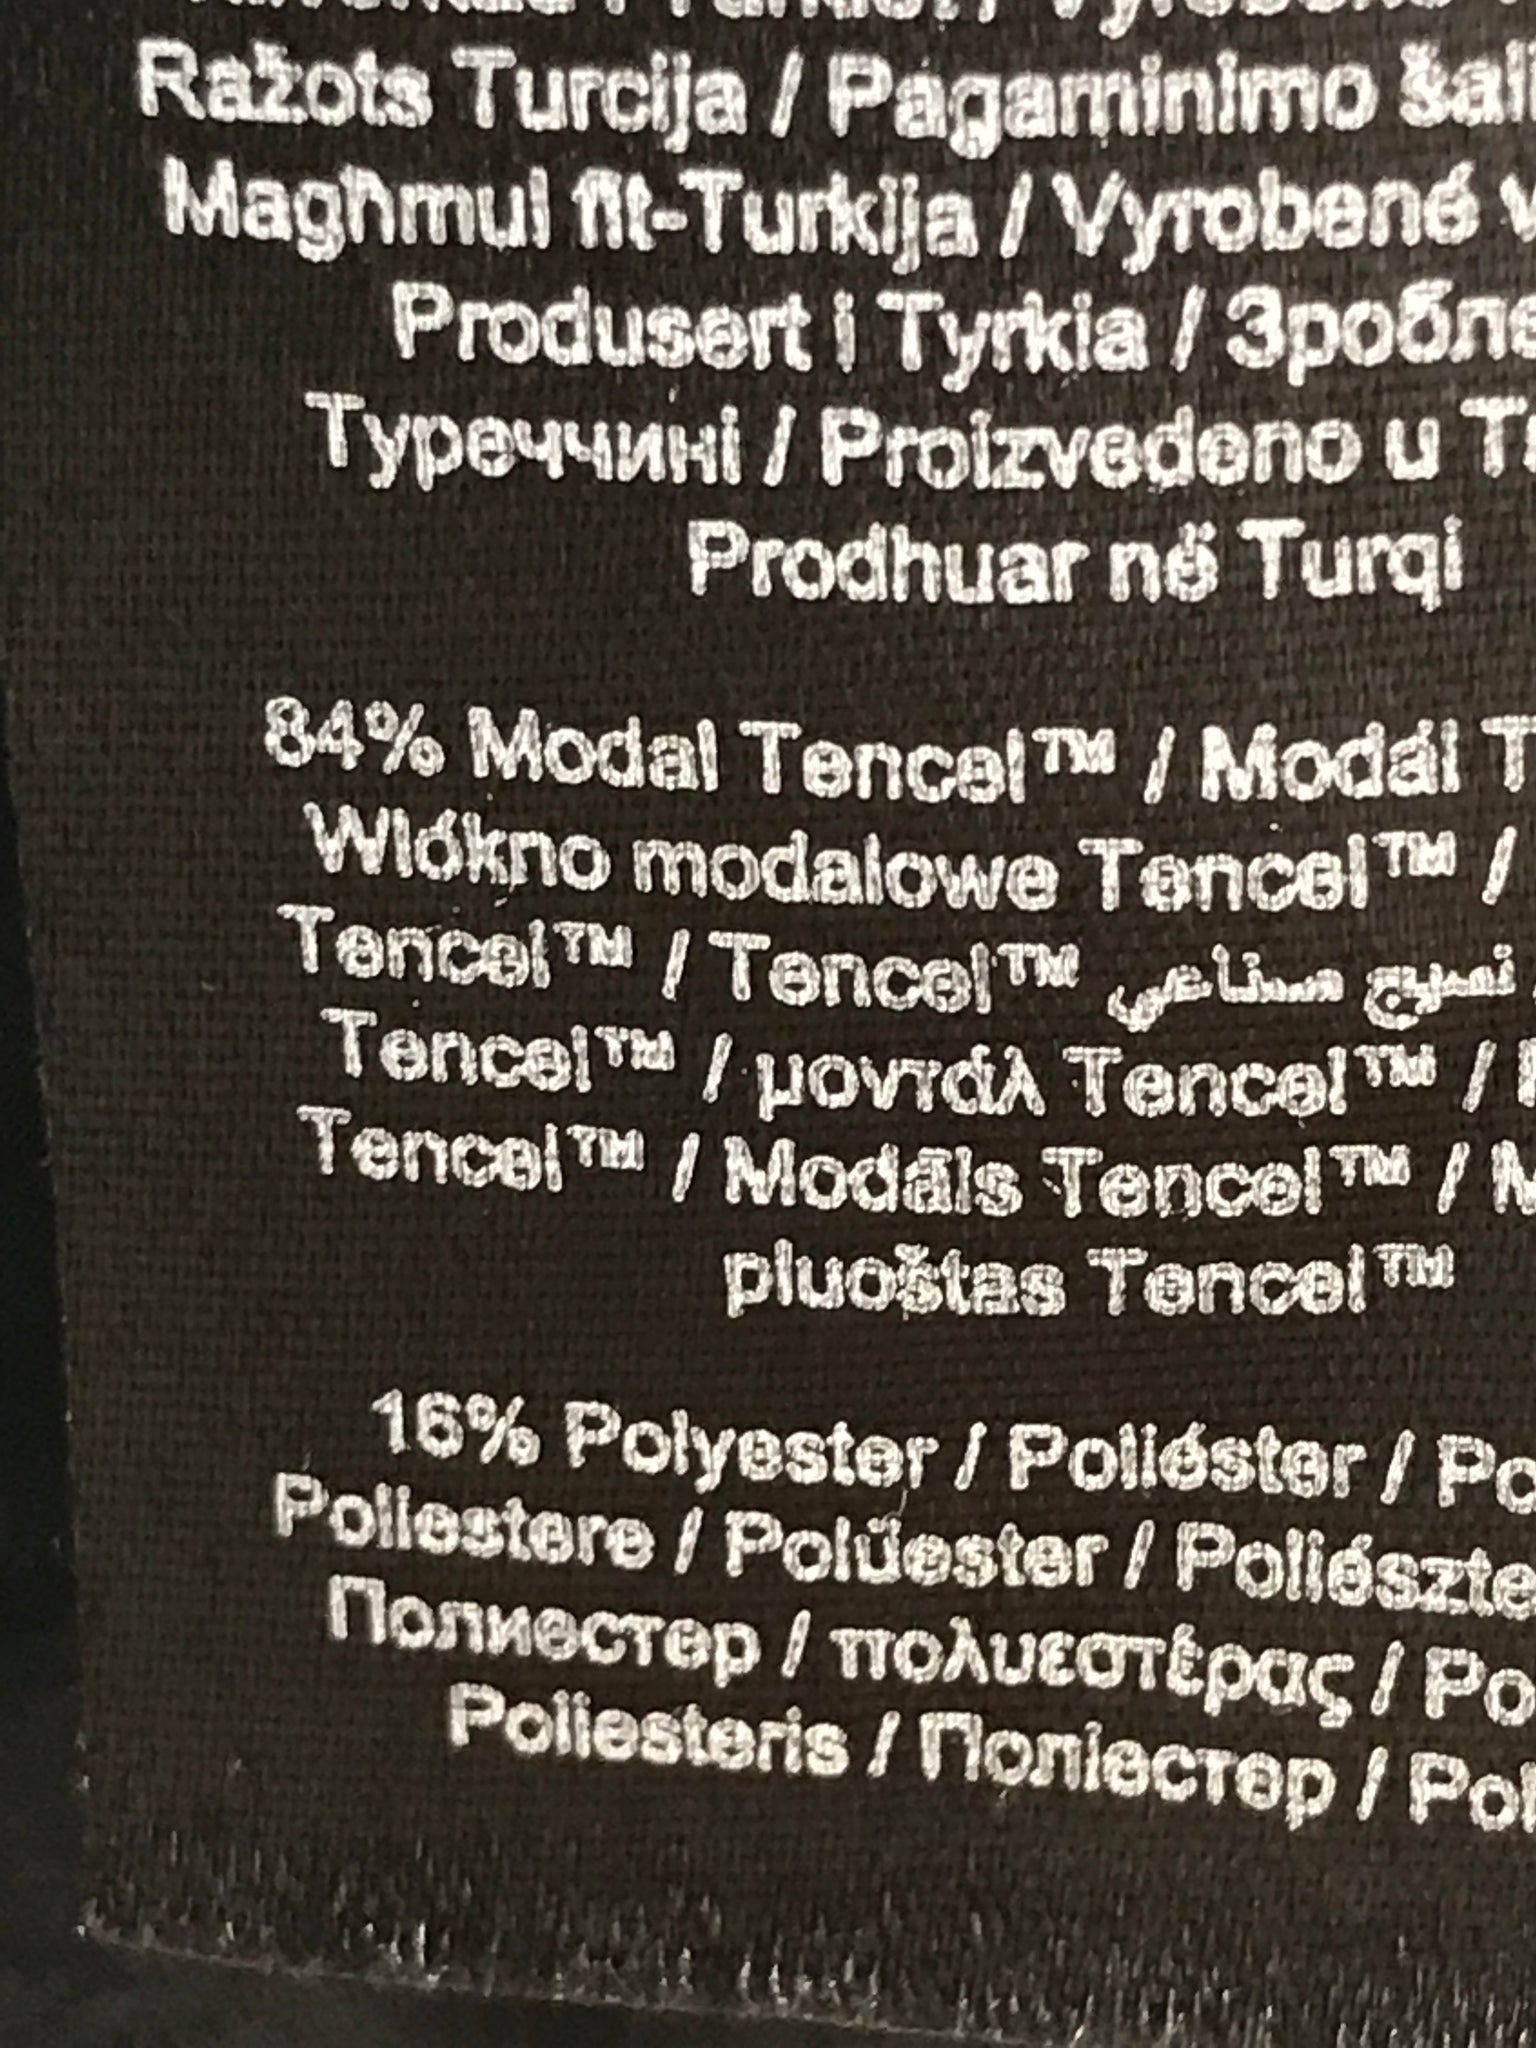 Ražots Turcija / Pagaminimo
Magħmul fit-Turkija / Vyrobené
Produsert i Tyrkia /
Туреччині / Proizvedeno u
Prodhuar në Turqi
84% Modal Tencel™ / Modál
Włókno modalowe Tencel™ /
Tencel™ / Tencel™ نسيج صناعي
Tencel™ / μοντάλ Tencel™ /
Tencel™ / Modāls Tencel™ /
pluoštas Tencel™
16% Polyester / Poliéster /
Poliestere / Polüester /
Полиестер / πολυεστέρας /
Poliesteris / Поліестер /